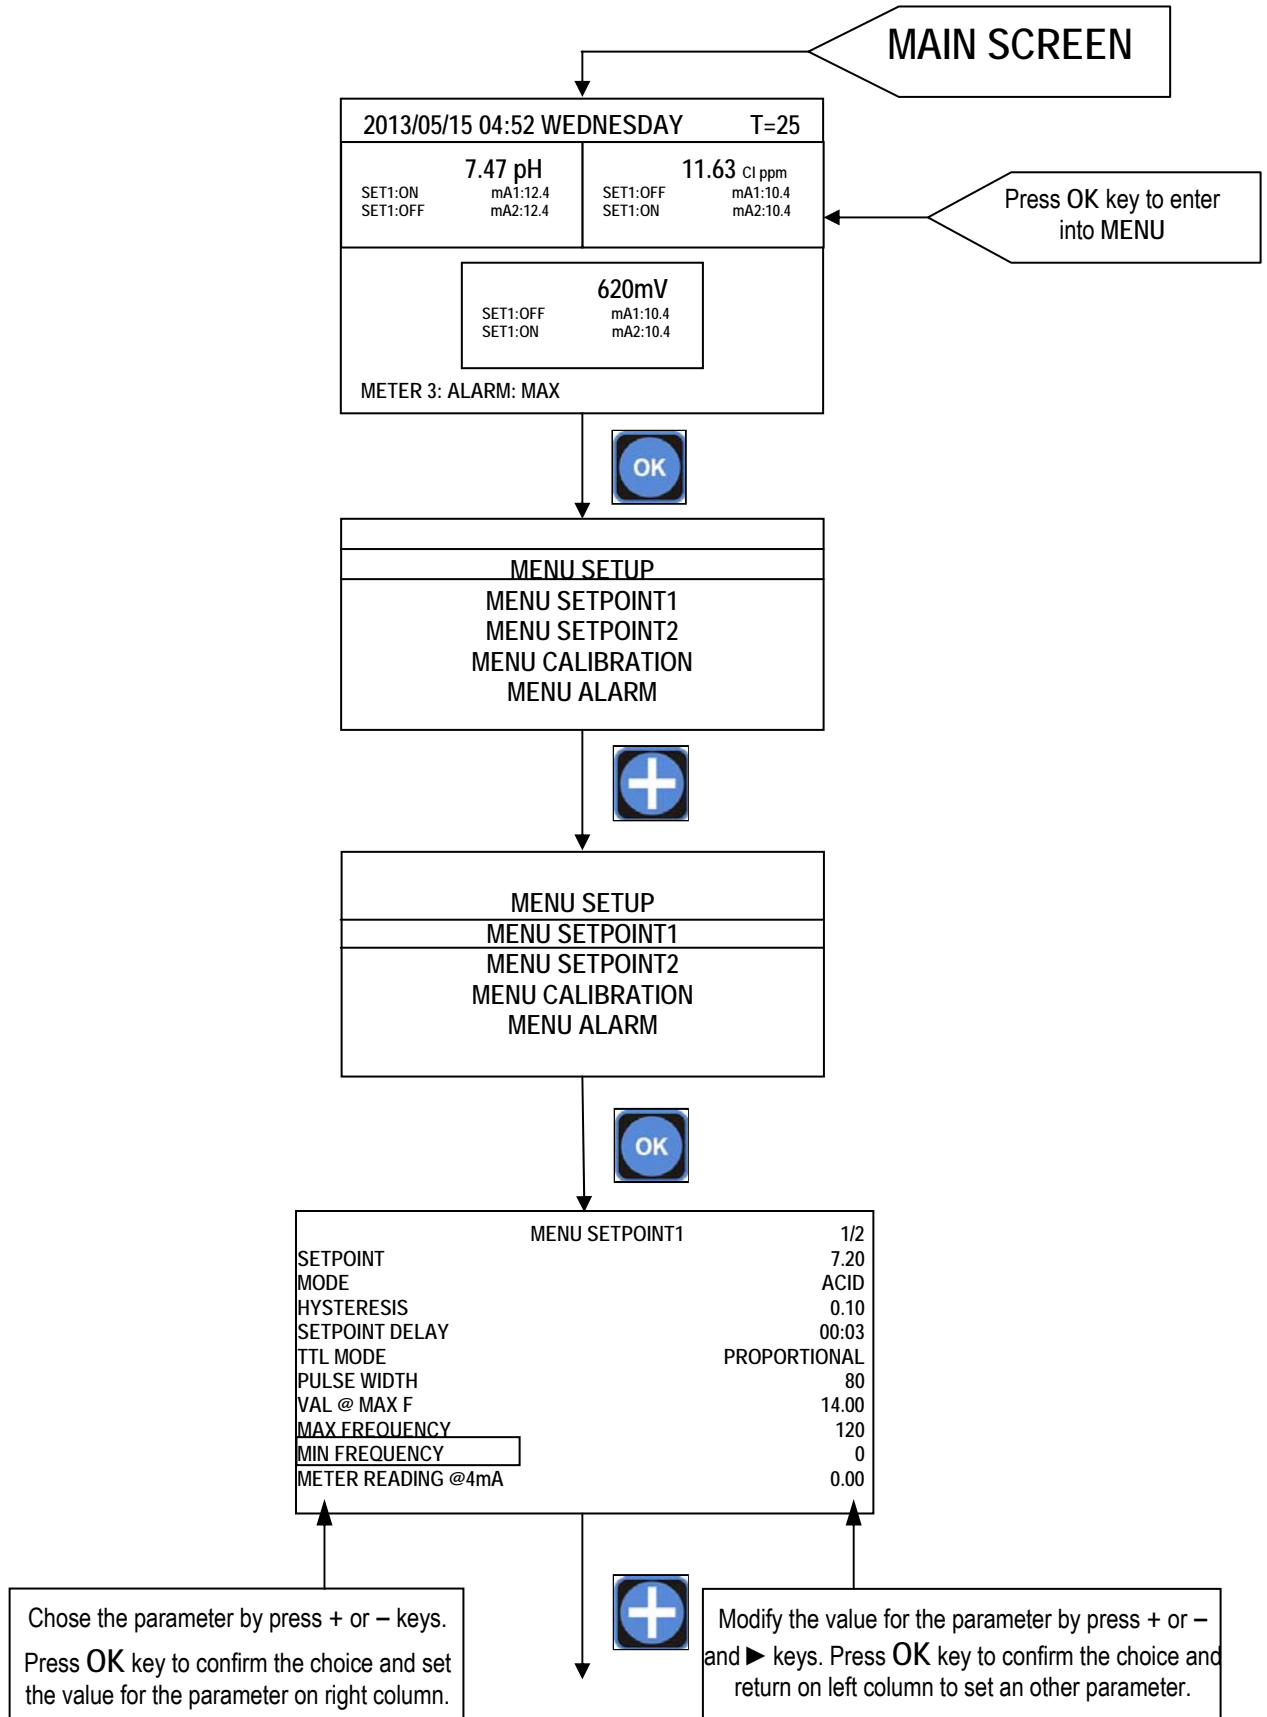 MAIN SCREEN
2013/05/15 04:52 WEDNESDAY T=25
7.47 pH
SET1:ON mA1:12.4
SET1:OFF mA2:12.4
11.63 Cl ppm
SET1:OFF mA1:10.4
SET1:ON mA2:10.4
Press OK key to enter
into MENU
620mV
SET1:OFF mA1:10.4
SET1:ON mA2:10.4
METER 3: ALARM: MAX
OK
MENU SETUP
MENU SETPOINT1
MENU SETPOINT2
MENU CALIBRATION
MENU ALARM
+
MENU SETUP
MENU SETPOINT1
MENU SETPOINT2
MENU CALIBRATION
MENU ALARM
OK
MENU SETPOINT1 1/2
SETPOINT 7.20
MODE ACID
HYSTERESIS 0.10
SETPOINT DELAY 00:03
TTL MODE PROPORTIONAL
PULSE WIDTH 80
VAL @ MAX F 14.00
MAX FREQUENCY 120
MIN FREQUENCY 0
METER READING @4mA 0.00
+
Chose the parameter by press + or – keys.
Press OK key to confirm the choice and set
the value for the parameter on right column.
Modify the value for the parameter by press + or –
and ► keys. Press OK key to confirm the choice and
return on left column to set an other parameter.